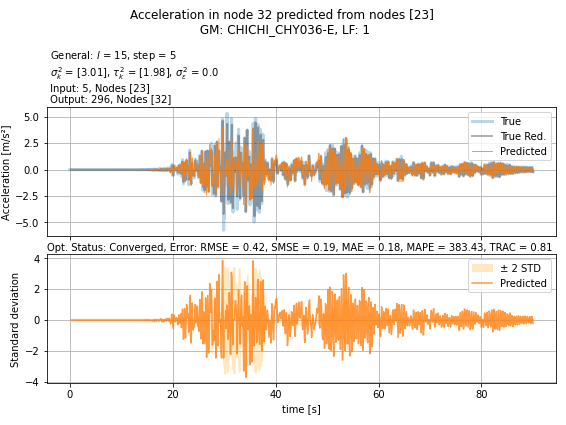 Acceleration in node 32 predicted from nodes [23]
GM: CHICHI_CHY036-E, LF: 1
General: l = 15, step = 5
σ²ₖ = [3.01], τ²ₖ = [1.98], σ²ε = 0.0
Input: 5, Nodes [23]
Output: 296, Nodes [32]
Acceleration [m/s²]
5.0
2.5
0.0
−2.5
−5.0
True
True Red.
Predicted
Opt. Status: Converged, Error: RMSE = 0.42, SMSE = 0.19, MAE = 0.18, MAPE = 383.43, TRAC = 0.81
Standard deviation
4
2
0
−2
−4
± 2 STD
Predicted
0 20 40 60 80
time [s]